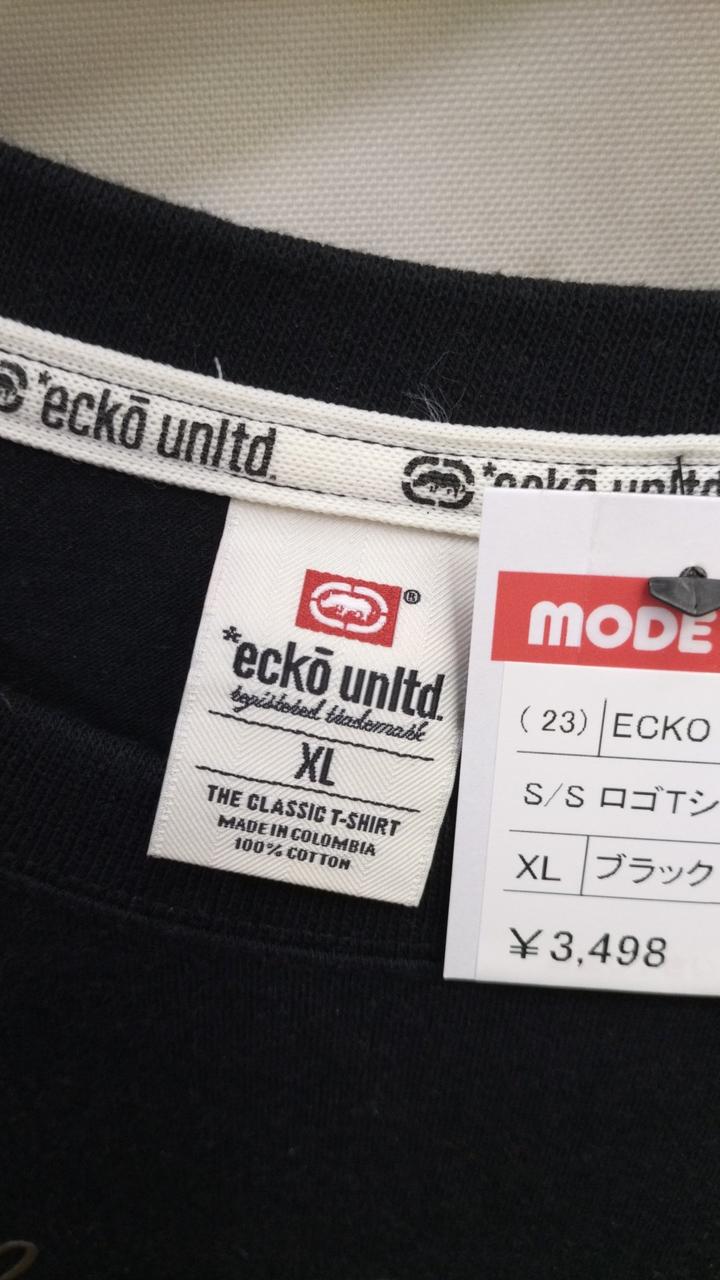 *eckō unltd.
®
*eckō unltd.
registered trademark
XL
THE CLASSIC T-SHIRT
MADE IN COLOMBIA
100% COTTON
*eckō unltd
MODE
(23) ECKO
S/S ロゴTシ
XL ブラック
¥3,498